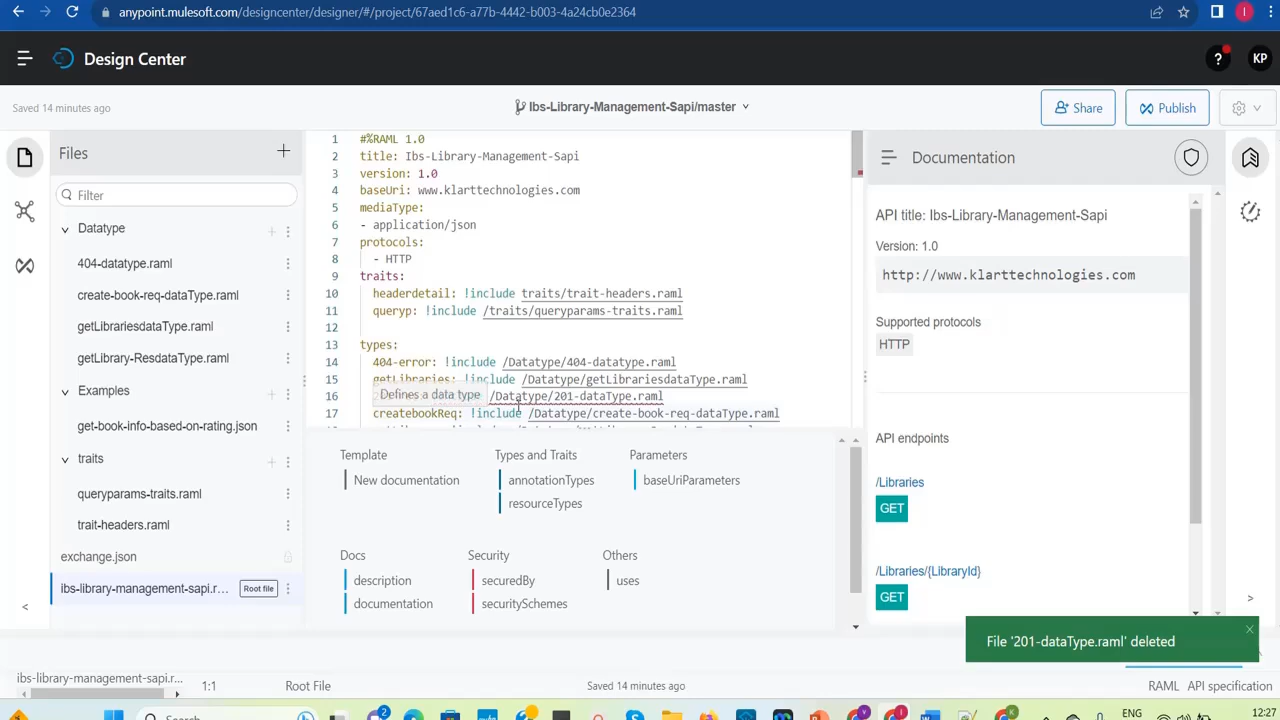 anypoint.mulesoft.com/designcenter/designer/#/project/67aed1c6-a77b-4442-b003-4a24cb0e2364
Design Center
? KP
Saved 14 minutes ago
Ibs-Library-Management-Sapi/master
Share
Publish
Files
Filter
Datatype
404-datatype.raml
create-book-req-dataType.raml
getLibrariesdataType.raml
getLibrary-ResdataType.raml
Examples
get-book-info-based-on-rating.json
traits
queryparams-traits.raml
trait-headers.raml
exchange.json
ibs-library-management-sapi.r... Root file
1 #%RAML 1.0
2 title: Ibs-Library-Management-Sapi
3 version: 1.0
4 baseUri: www.klarttechnologies.com
5 mediaType:
6 - application/json
7 protocols:
8 - HTTP
9 traits:
10 headerdetail: !include traits/trait-headers.raml
11 queryp: !include /traits/queryparams-traits.raml
12
13 types:
14 404-error: !include /Datatype/404-datatype.raml
15 getLibraries: !include /Datatype/getLibrariesdataType.raml
16 /Datatype/201-dataType.raml
Defines a data type
17 createbookReq: !include /Datatype/create-book-req-dataType.raml
Template
New documentation
Types and Traits
annotationTypes
resourceTypes
Parameters
baseUriParameters
Docs
description
documentation
Security
securedBy
securitySchemes
Others
uses
Documentation
API title: Ibs-Library-Management-Sapi
Version: 1.0
http://www.klarttechnologies.com
Supported protocols
HTTP
API endpoints
/Libraries
GET
/Libraries/{LibraryId}
GET
File '201-dataType.raml' deleted
ibs-library-management-sapi.r...
1:1
Root File
Saved 14 minutes ago
RAML API specification
Search
ENG
12:27